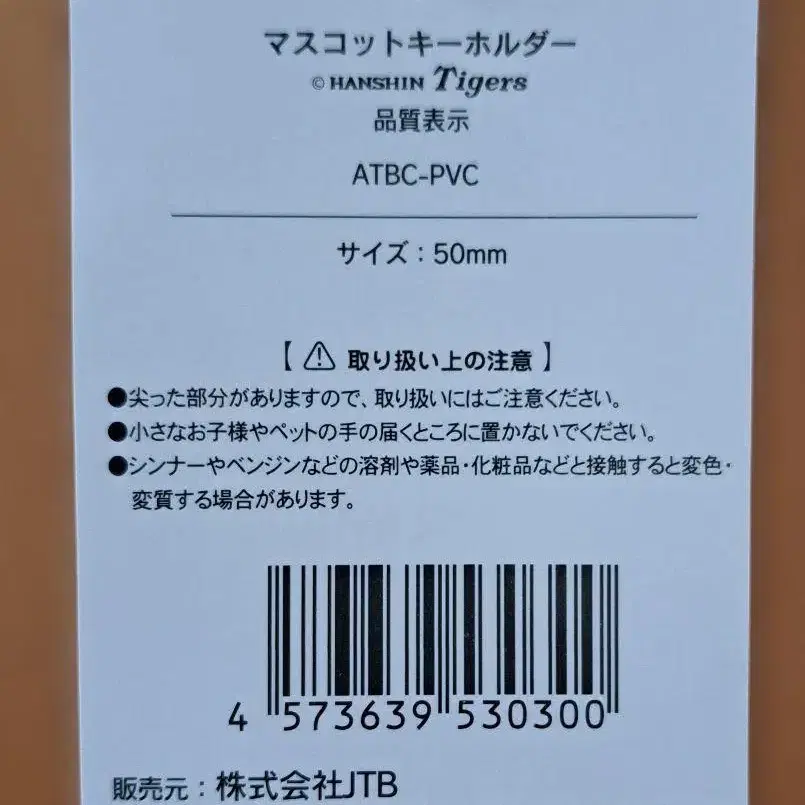 マスコットキーホルダー
© HANSHIN Tigers
品質表示
ATBC-PVC
サイズ：50mm
【⚠取り扱い上の注意】
●尖った部分がありますので、取り扱いにはご注意ください。
●小さなお子様やペットの手の届くところに置かないでください。
●シンナーやベンジンなどの溶剤や薬品・化粧品などと接触すると変色・
変質する場合があります。
4 573639 530300
販売元：株式会社JTB